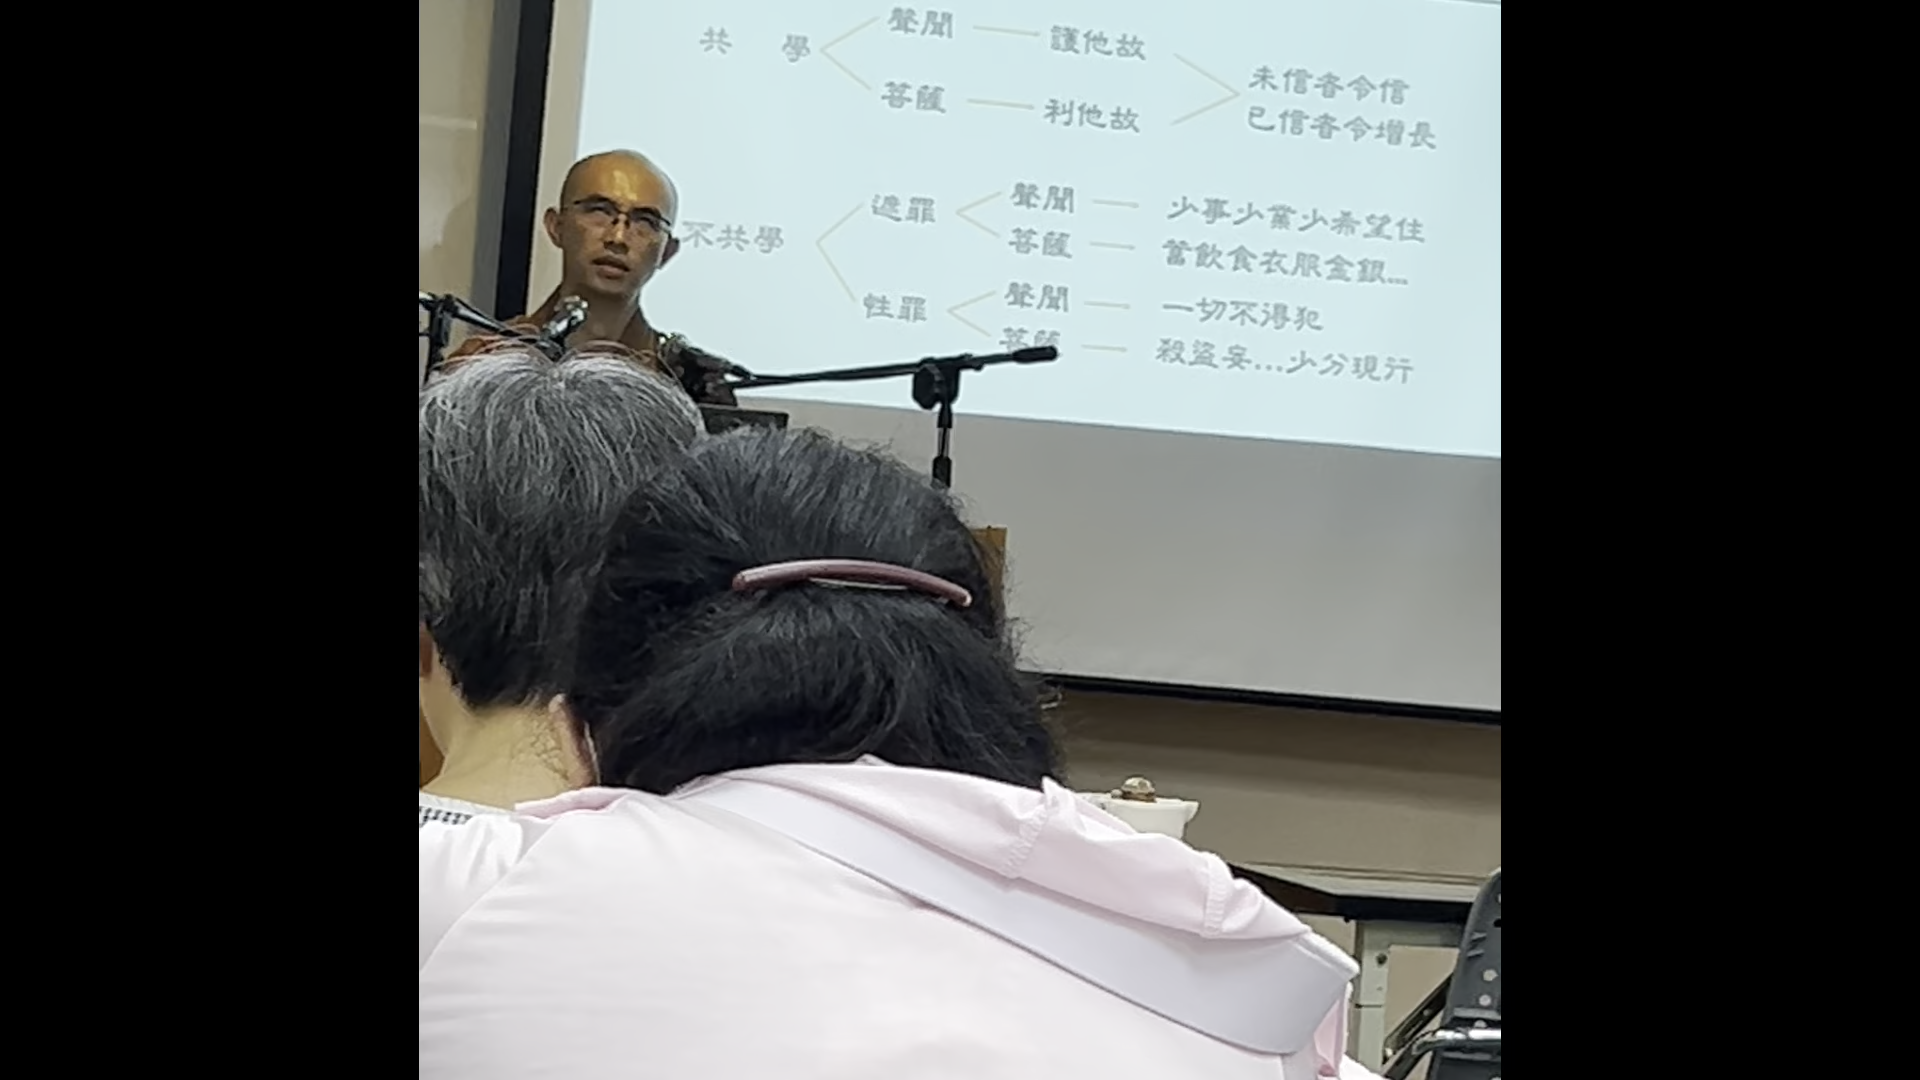 共學 聲聞 護他故
菩薩 利他故
未信者令信
已信者令增長
不共學 遮罪 聲聞 少事少業少希望住
菩薩 當飲食衣服金銀...
性罪 聲聞 一切不得犯
菩薩 殺盜妄...少分現行